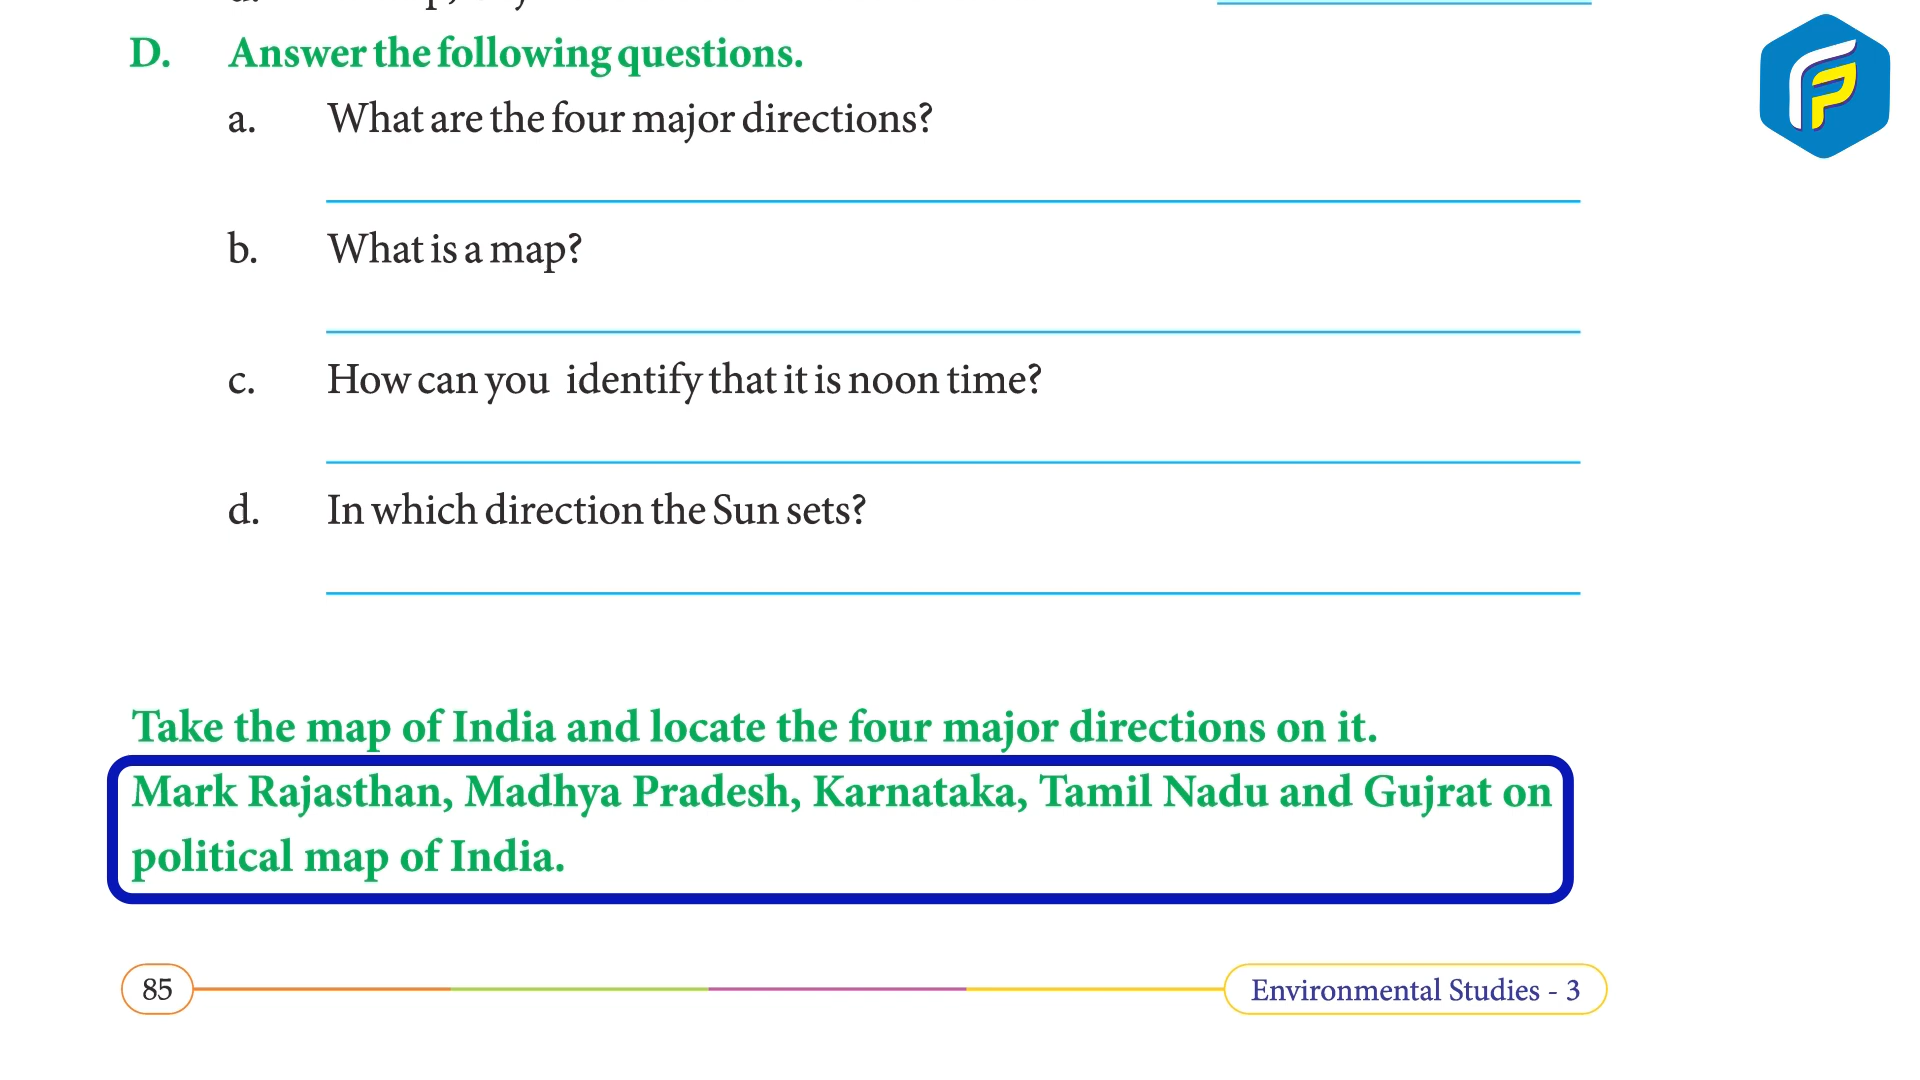 D. Answer the following questions.
a. What are the four major directions?
b. What is a map?
c. How can you identify that it is noon time?
d. In which direction the Sun sets?
Take the map of India and locate the four major directions on it.
Mark Rajasthan, Madhya Pradesh, Karnataka, Tamil Nadu and Gujrat on
political map of India.
85
Environmental Studies - 3